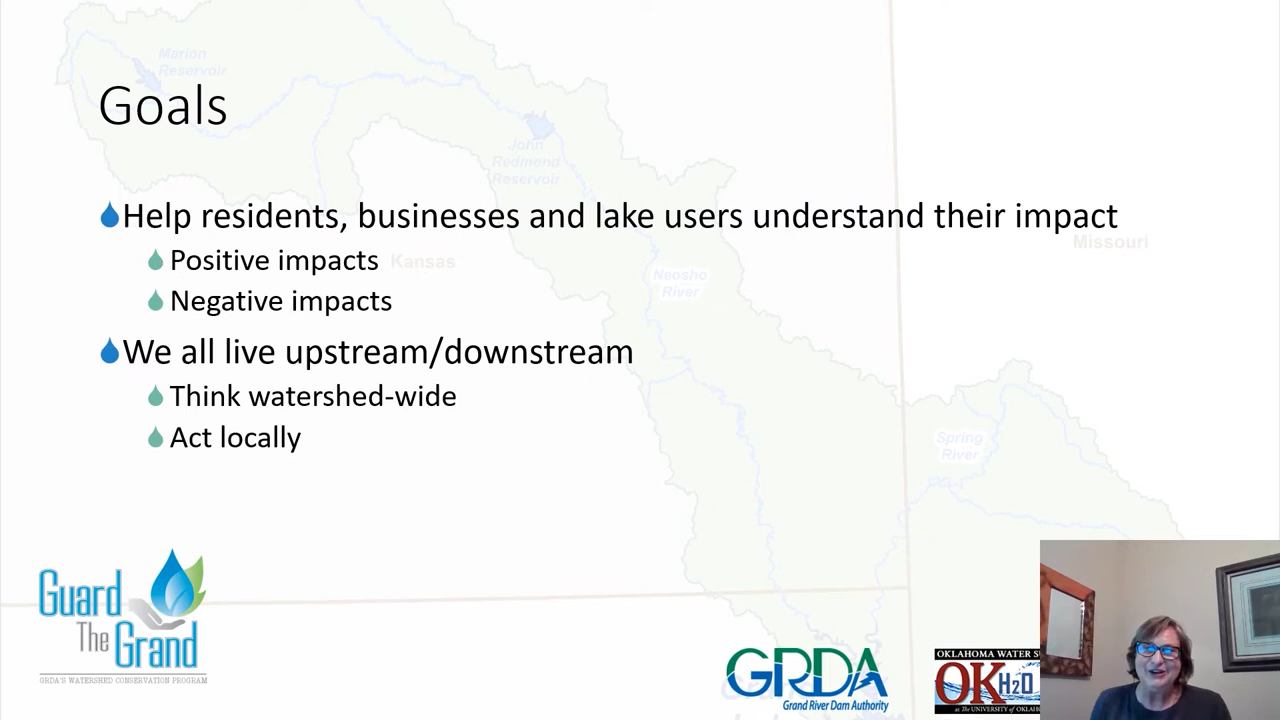 Marion
Reservoir
Goals
John
Redmond
Reservoir
Help residents, businesses and lake users understand their impact
Missouri
Positive impacts
Kansas
Neosho
River
Negative impacts
We all live upstream/downstream
Think watershed-wide
Act locally
Spring
River
Guard
The Grand
GRDA'S WATERSHED CONSERVATION PROGRAM
GRDA
Grand River Dam Authority
OKLAHOMA WATER
OK H2O
at The UNIVERSITY of